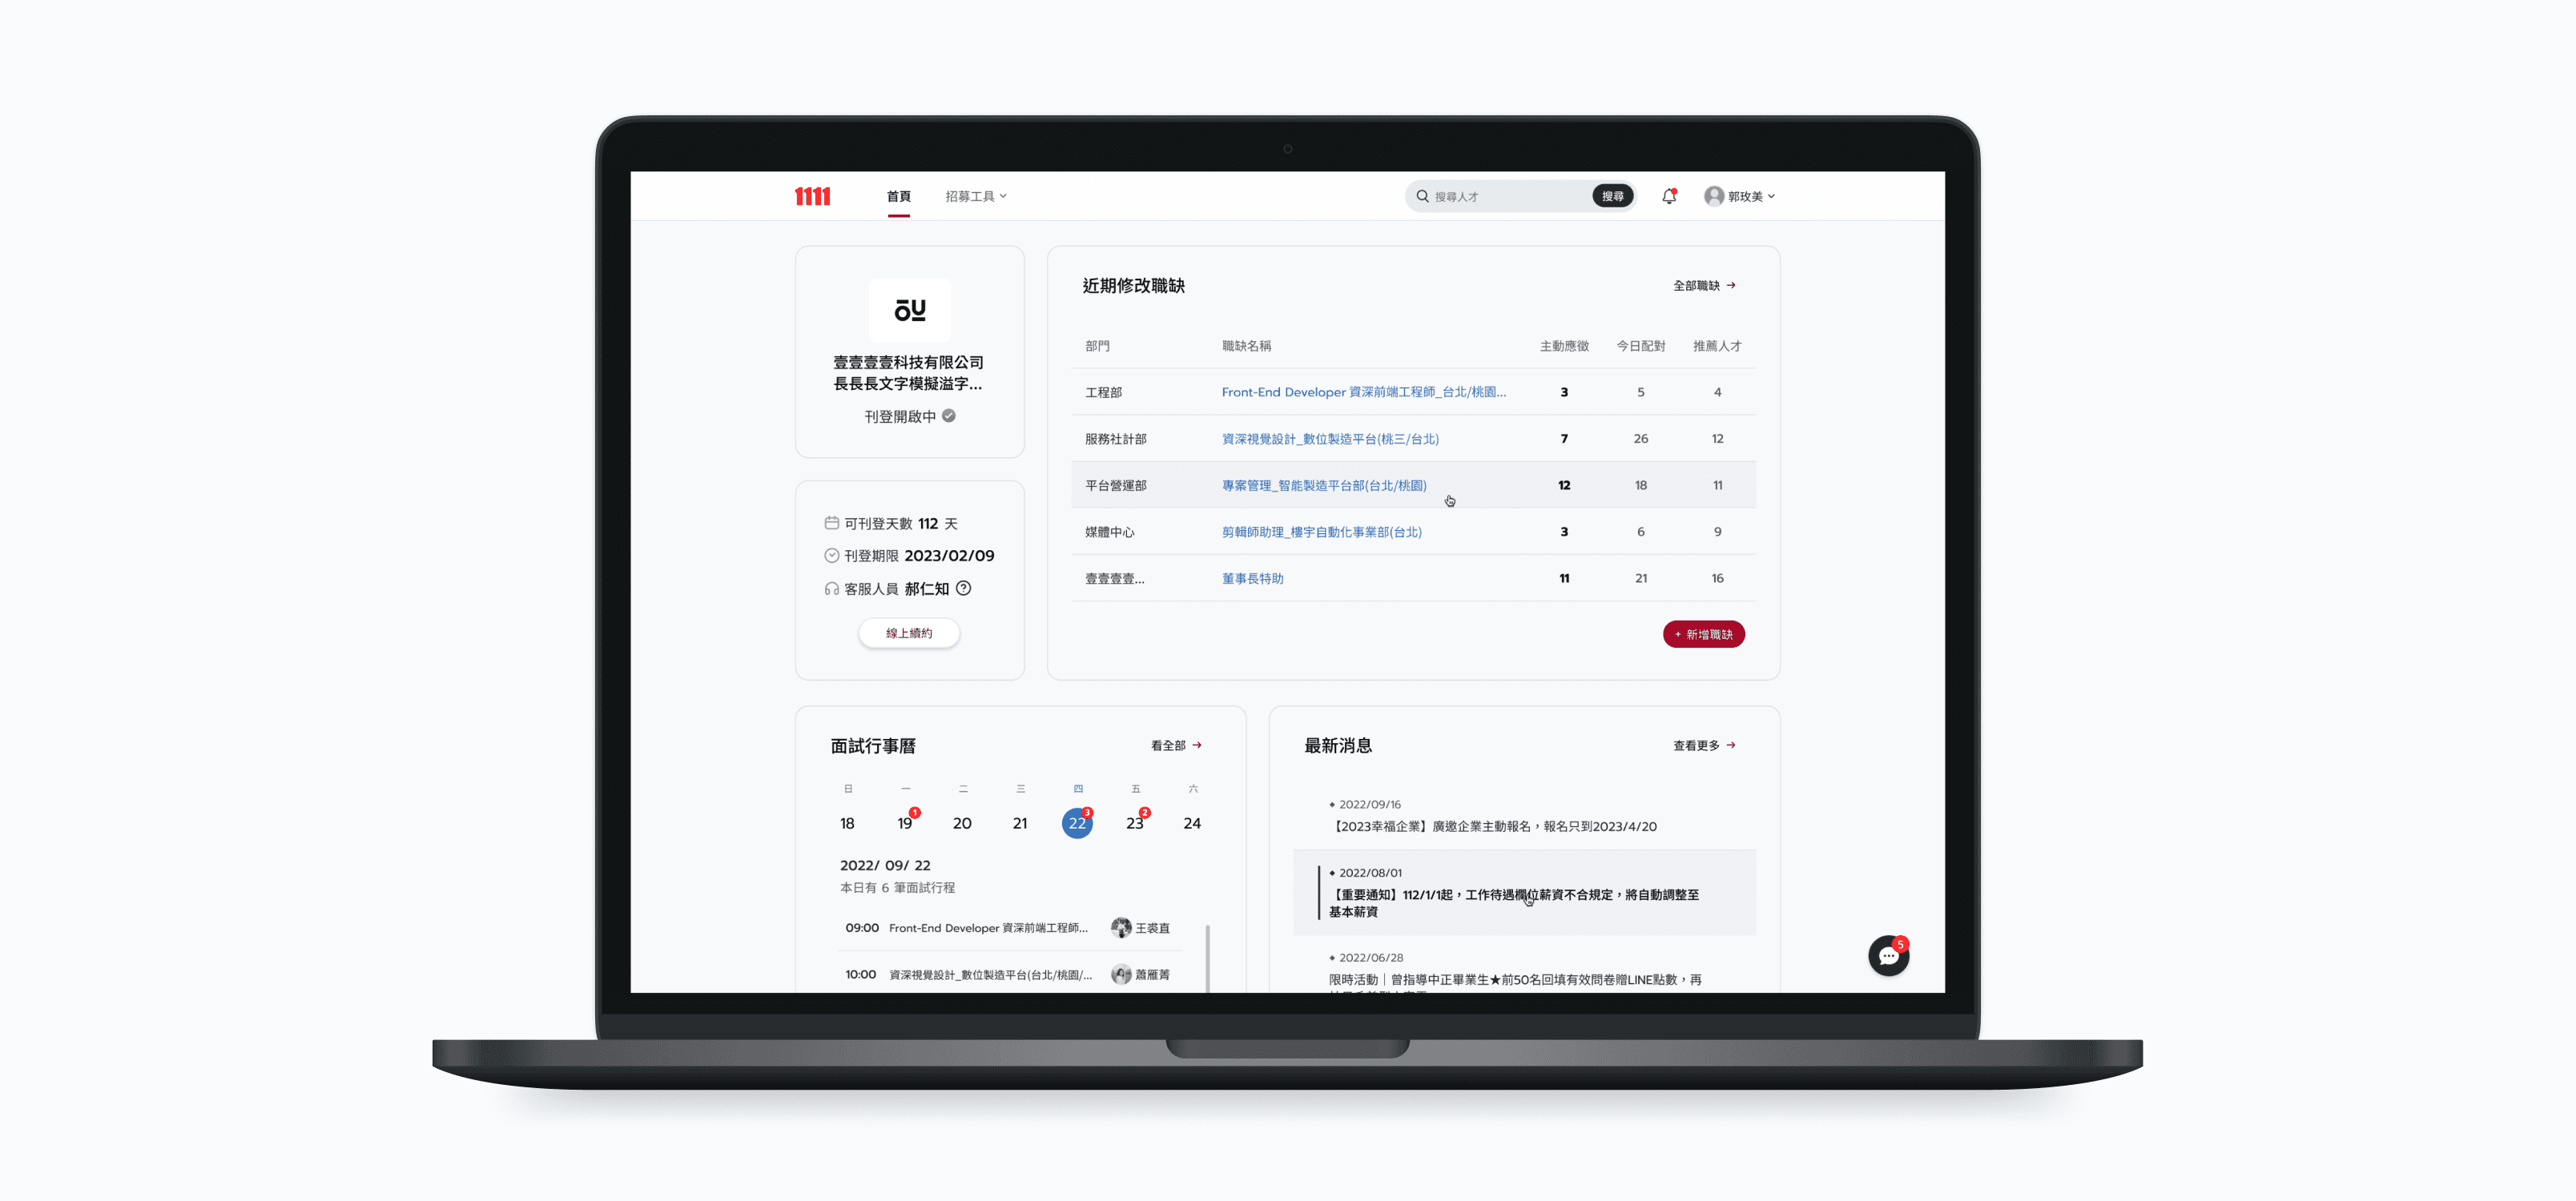 1111
首頁
招募工具
搜尋人才
搜尋
郭玫美
ōU
壹壹壹壹科技有限公司
長長長文字模擬溢字...
刊登開啟中
可刊登天數 112 天
刊登期限 2023/02/09
客服人員 郝仁知 ?
線上續約
近期修改職缺
全部職缺 →
部門 職缺名稱 主動應徵 今日配對 推薦人才
工程部 Front-End Developer 資深前端工程師_台北/桃園... 3 5 4
服務社計部 資深視覺設計_數位製造平台(桃三/台北) 7 26 12
平台營運部 專案管理_智能製造平台部(台北/桃園) 12 18 11
媒體中心 剪輯師助理_樓宇自動化事業部(台北) 3 6 9
壹壹壹壹... 董事長特助 11 21 16
+ 新增職缺
面試行事曆
看全部 →
日 一 二 三 四 五 六
1 3 2
18 19 20 21 22 23 24
2022/ 09/ 22
本日有 6 筆面試行程
09:00 Front-End Developer 資深前端工程師... 王裘直
10:00 資深視覺設計_數位製造平台(台北/桃園/... 蕭雁菁
最新消息
查看更多 →
2022/09/16
【2023幸福企業】廣邀企業主動報名，報名只到2023/4/20
2022/08/01
【重要通知】112/1/1起，工作待遇欄位薪資不合規定，將自動調整至
基本薪資
2022/06/28
限時活動｜曾指導中正畢業生★前50名回填有效問卷贈LINE點數，再
5